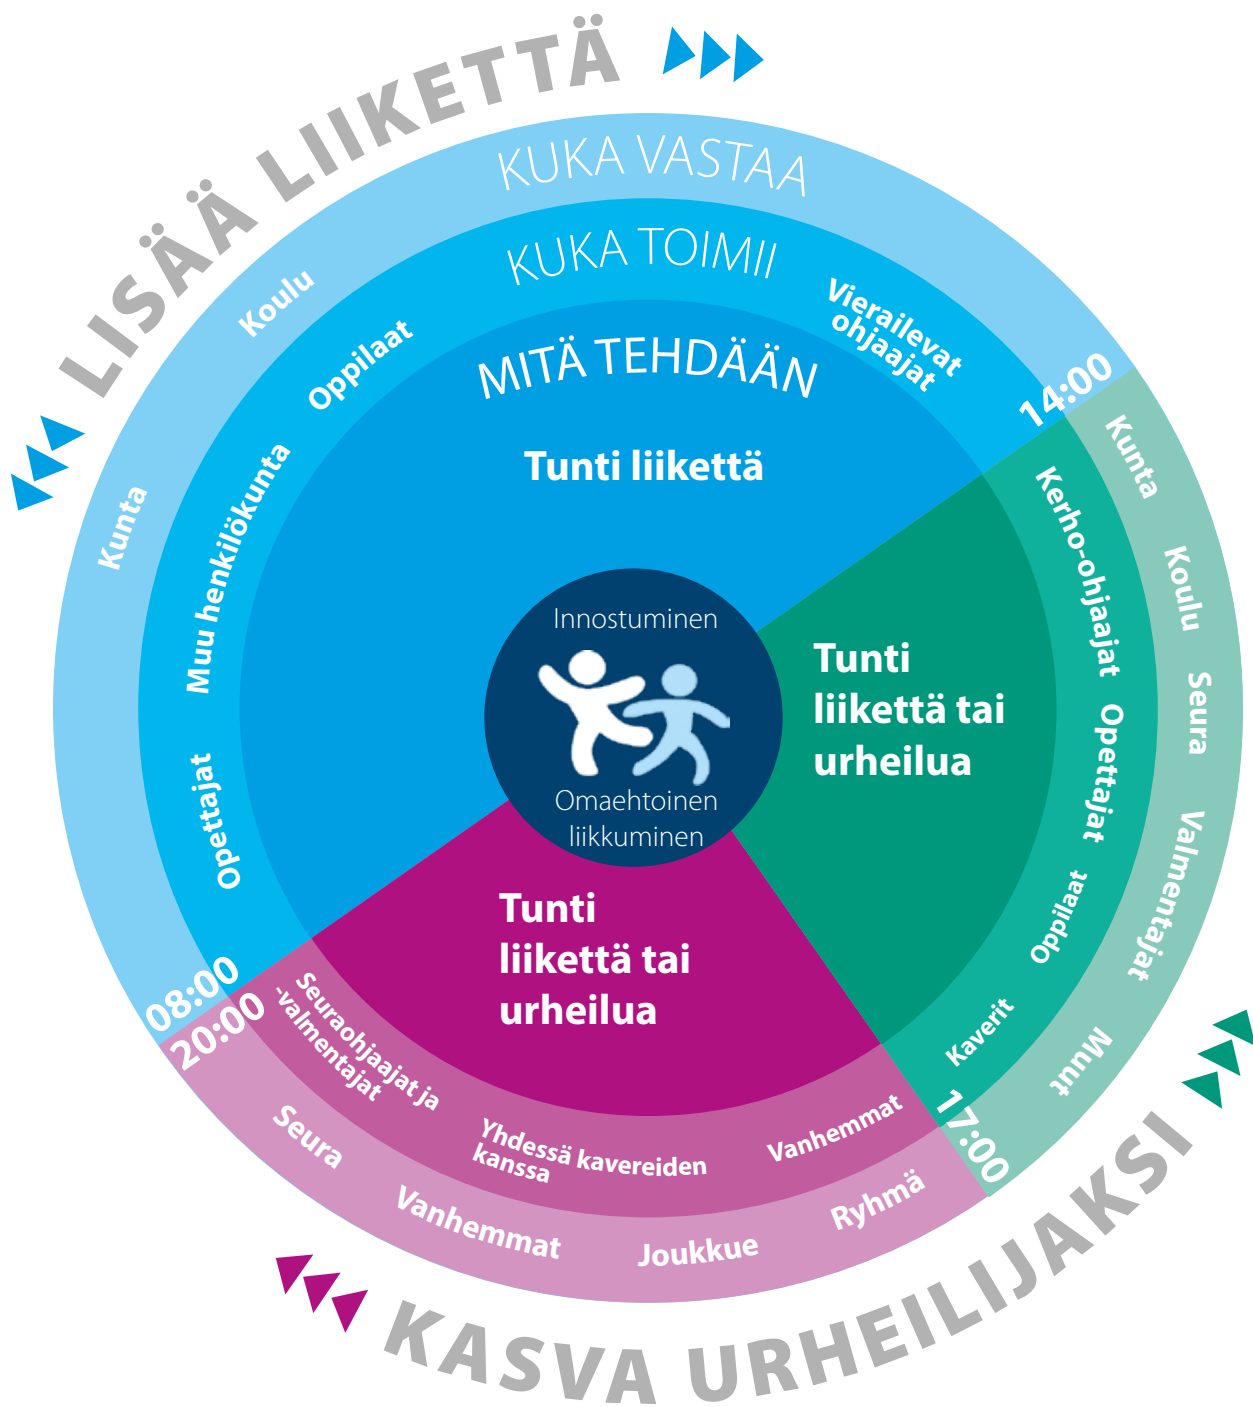 LISÄÄ LIIKETTÄ
KUKA VASTAA
Kunta
Koulu
KUKA TOIMII
Opettajat
Muu henkilökunta
Oppilaat
Vierailevat
ohjaajat
MITÄ TEHDÄÄN
Tunti liikettä
14:00
Kunta
Koulu
Seura
Valmentajat
Muut
Kerho-ohjaajat
Opettajat
Oppilaat
Kaverit
Tunti
liikettä tai
urheilua
Innostuminen
Omaehtoinen
liikkuminen
17:00
Tunti
liikettä tai
urheilua
Seuraohjaajat ja
-valmentajat
Yhdessä kavereiden
kanssa
Vanhemmat
Seura
Vanhemmat
Joukkue
Ryhmä
08:00
20:00
KASVA URHEILIJAKSI